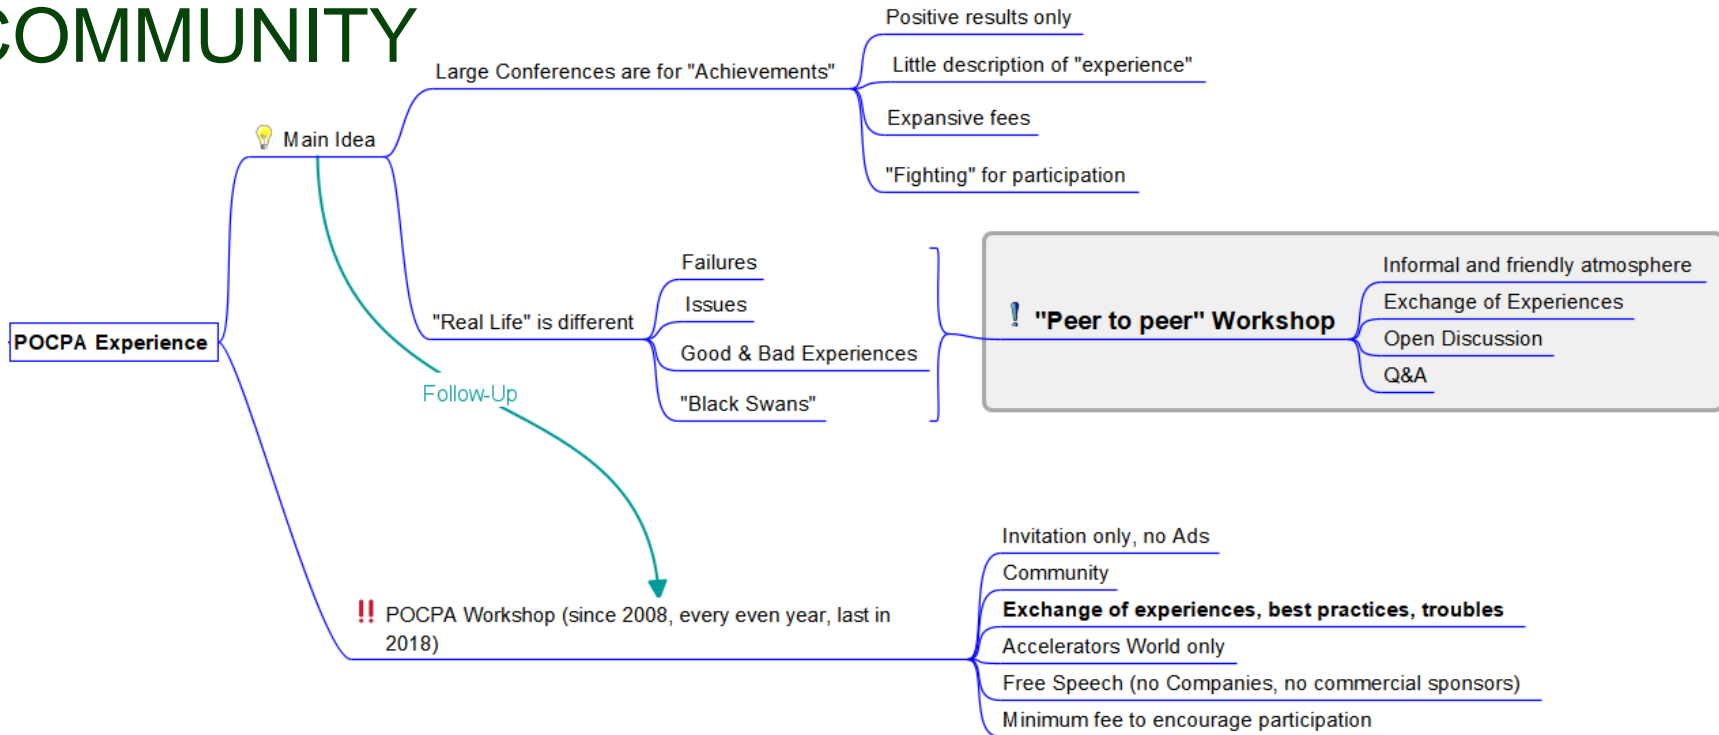 COMMUNITY
POCPA Experience
Main Idea
Large Conferences are for "Achievements"
Positive results only
Little description of "experience"
Expansive fees
"Fighting" for participation
"Real Life" is different
Failures
Issues
Good & Bad Experiences
"Black Swans"
"Peer to peer" Workshop
Informal and friendly atmosphere
Exchange of Experiences
Open Discussion
Q&A
Follow-Up
POCPA Workshop (since 2008, every even year, last in
2018)
Invitation only, no Ads
Community
Exchange of experiences, best practices, troubles
Accelerators World only
Free Speech (no Companies, no commercial sponsors)
Minimum fee to encourage participation